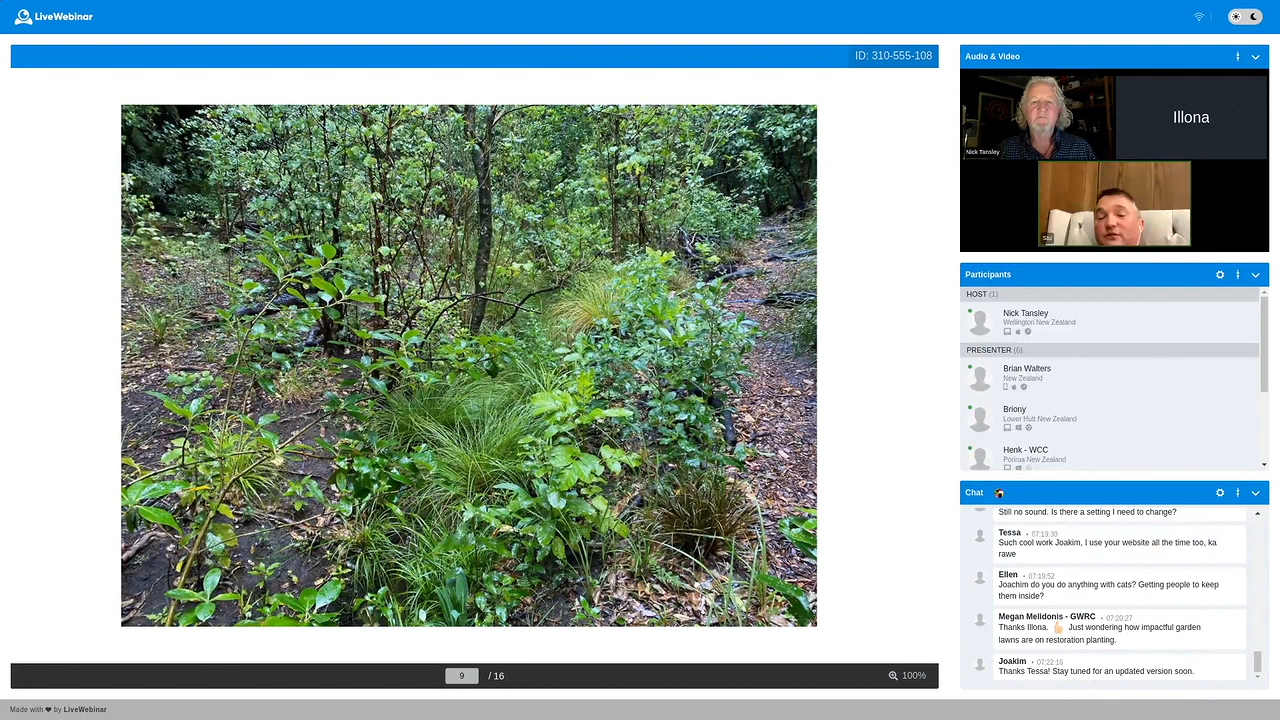 LiveWebinar
ID: 310-555-108
Audio & Video
Nick Tansley
Illona
Stu
Participants
HOST (1)
Nick Tansley
Wellington New Zealand
PRESENTER (6)
Brian Walters
New Zealand
Briony
Lower Hutt New Zealand
Henk - WCC
Porirua New Zealand
Chat
Still no sound. Is there a setting I need to change?
Tessa • 07:19:30
Such cool work Joakim, I use your website all the time too, ka
rawe
Ellen • 07:19:52
Joachim do you do anything with cats? Getting people to keep
them inside?
Megan Melidonis - GWRC • 07:20:27
Thanks Illona. Just wondering how impactful garden
lawns are on restoration planting.
Joakim • 07:22:16
Thanks Tessa! Stay tuned for an updated version soon.
9 / 16
100%
Made with ❤ by LiveWebinar